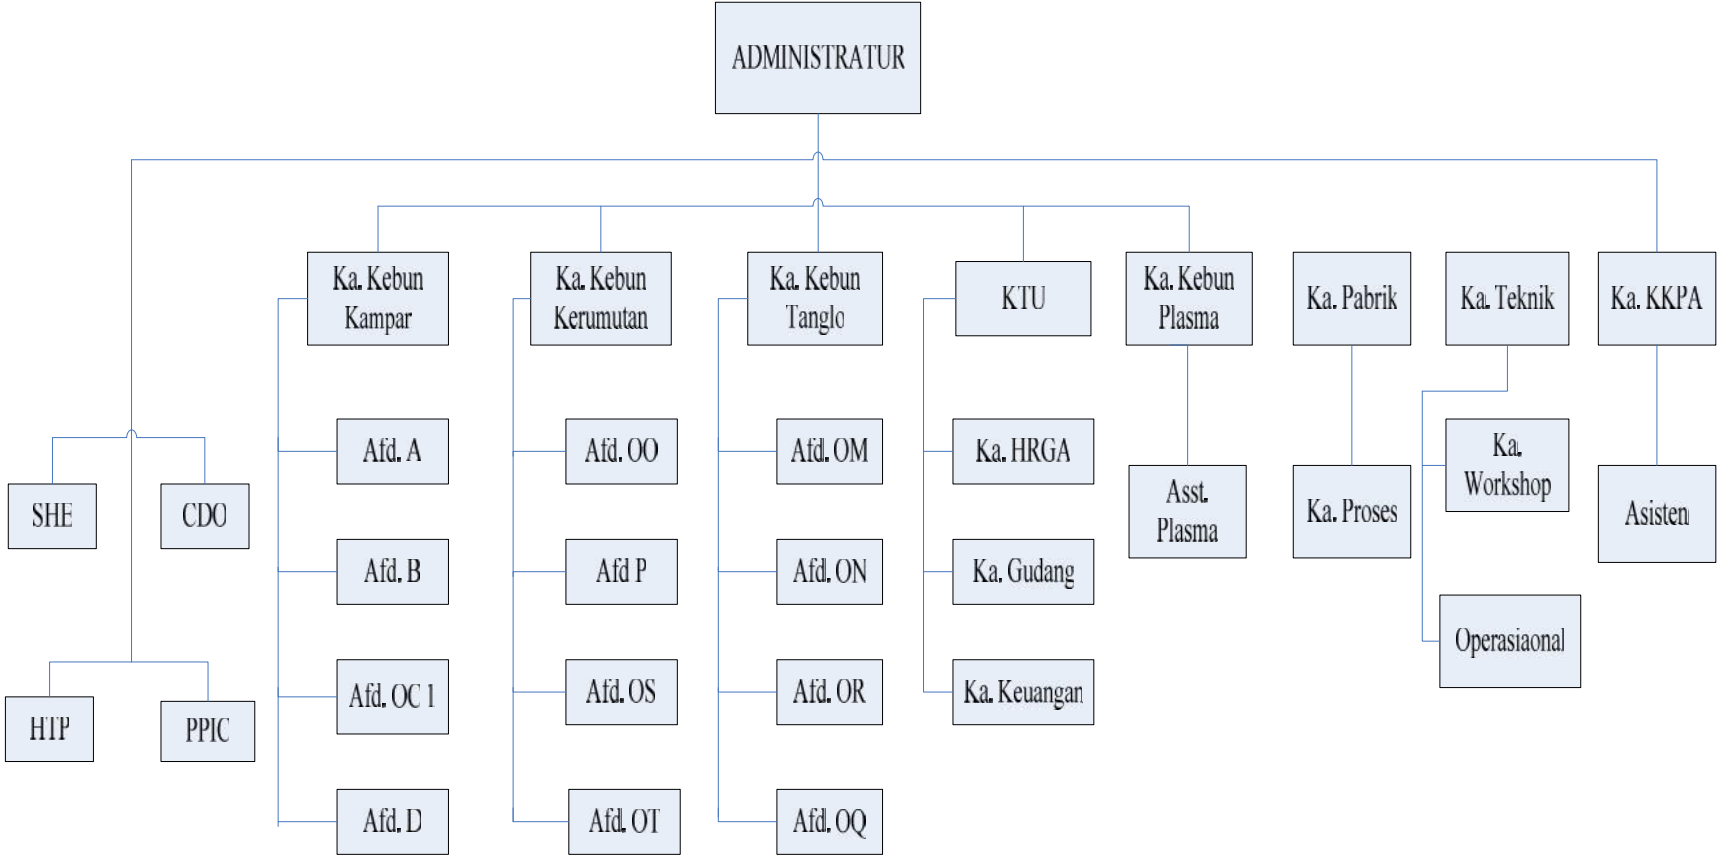 ADMINISTRATUR
Ka. Kebun
Kampar
Ka. Kebun
Kerumutan
Ka. Kebun
Tanglo
KTU
Ka. Kebun
Plasma
Ka. Pabrik
Ka. Teknik
Ka. KKPA
SHE
CDO
HTP
PPIC
Afd. A
Afd. B
Afd. OC 1
Afd. D
Afd. OO
Afd P
Afd. OS
Afd. OT
Afd. OM
Afd. ON
Afd. OR
Afd. OQ
Ka. HRGA
Ka. Gudang
Ka. Keuangan
Asst.
Plasma
Ka. Proses
Ka.
Workshop
Operasiaonal
Asisten